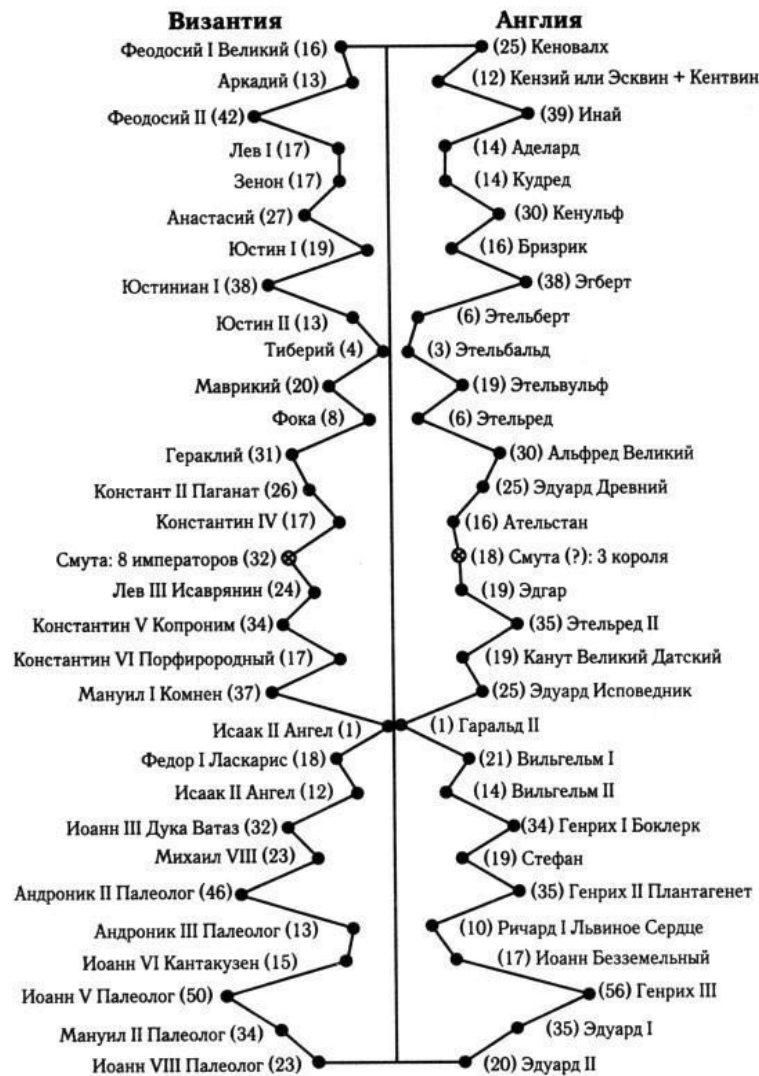 Византия Англия
Феодосий I Великий (16) (25) Кеновалх
Аркадий (13) (12) Кензий или Эсквин + Кентвин
Феодосий II (42) (39) Инай
Лев I (17) (14) Аделард
Зенон (17) (14) Кудред
Анастасий (27) (30) Кенульф
Юстин I (19) (16) Бризрик
Юстиниан I (38) (38) Эгберт
Юстин II (13) (6) Этельберт
Тиберий (4) (3) Этельбальд
Маврикий (20) (19) Этельвульф
Фока (8) (6) Этельред
Гераклий (31) (30) Альфред Великий
Констант II Паганат (26) (25) Эдуард Древний
Константин IV (17) (16) Ательстан
Смута: 8 императоров (32) (18) Смута (?): 3 короля
Лев III Исаврянин (24) (19) Эдгар
Константин V Копроним (34) (35) Этельред II
Константин VI Порфирородный (17) (19) Канут Великий Датский
Мануил I Комнен (37) (25) Эдуард Исповедник
Исаак II Ангел (1) (1) Гаральд II
Федор I Ласкарис (18) (21) Вильгельм I
Исаак II Ангел (12) (14) Вильгельм II
Иоанн III Дука Ватаз (32) (34) Генрих I Боклерк
Михаил VIII (23) (19) Стефан
Андроник II Палеолог (46) (35) Генрих II Плантагенет
Андроник III Палеолог (13) (10) Ричард I Львиное Сердце
Иоанн VI Кантакузен (15) (17) Иоанн Безземельный
Иоанн V Палеолог (50) (56) Генрих III
Мануил II Палеолог (34) (35) Эдуард I
Иоанн VIII Палеолог (23) (20) Эдуард II